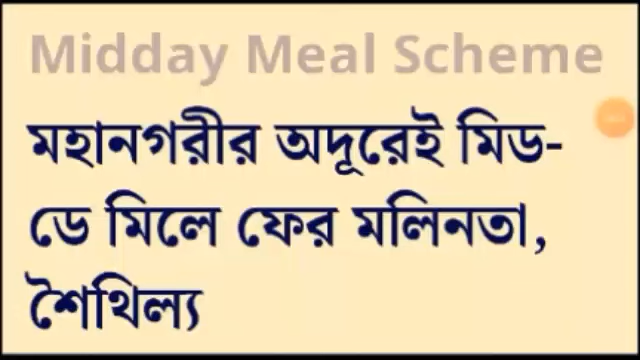 Midday Meal Scheme
মহানগরীর অদূরেই মিড-
ডে মিলে ফের মলিনতা,
শৈথিল্য